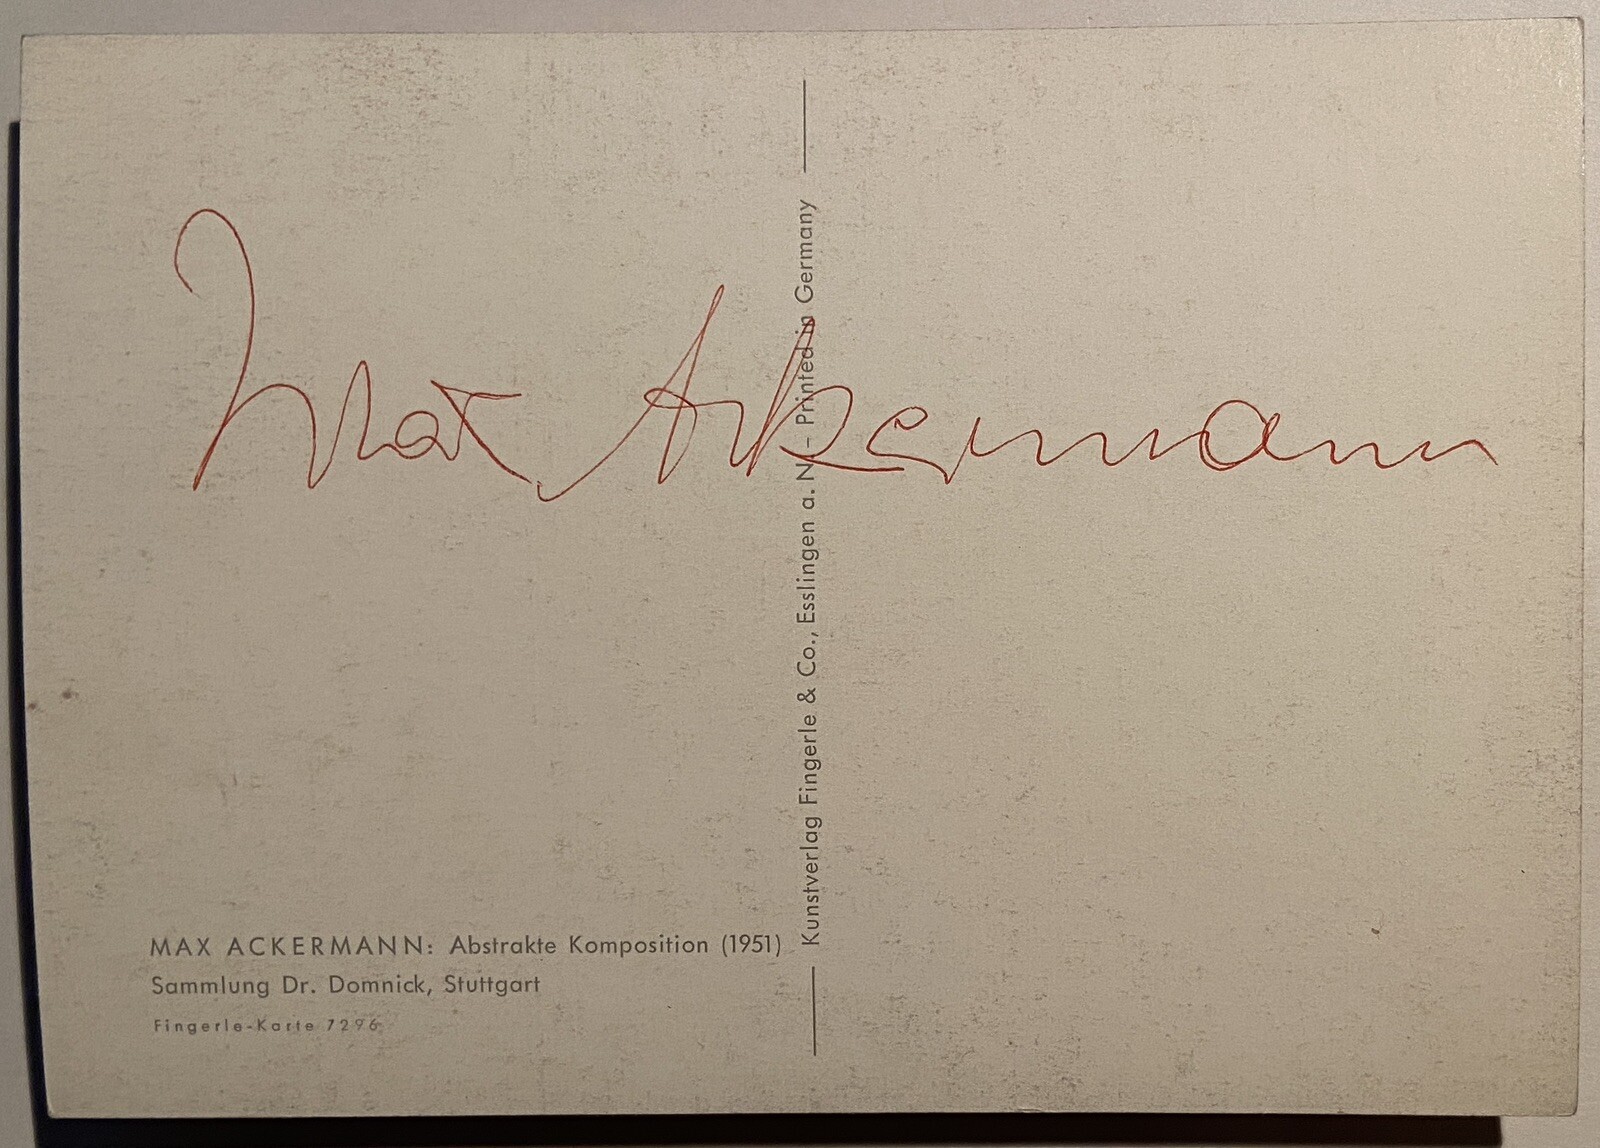 Max Ackermann
Kunstverlag Fingerle & Co., Esslingen a. N. – Printed in Germany
MAX ACKERMANN: Abstrakte Komposition (1951)
Sammlung Dr. Domnick, Stuttgart
Fingerle-Karte 7296